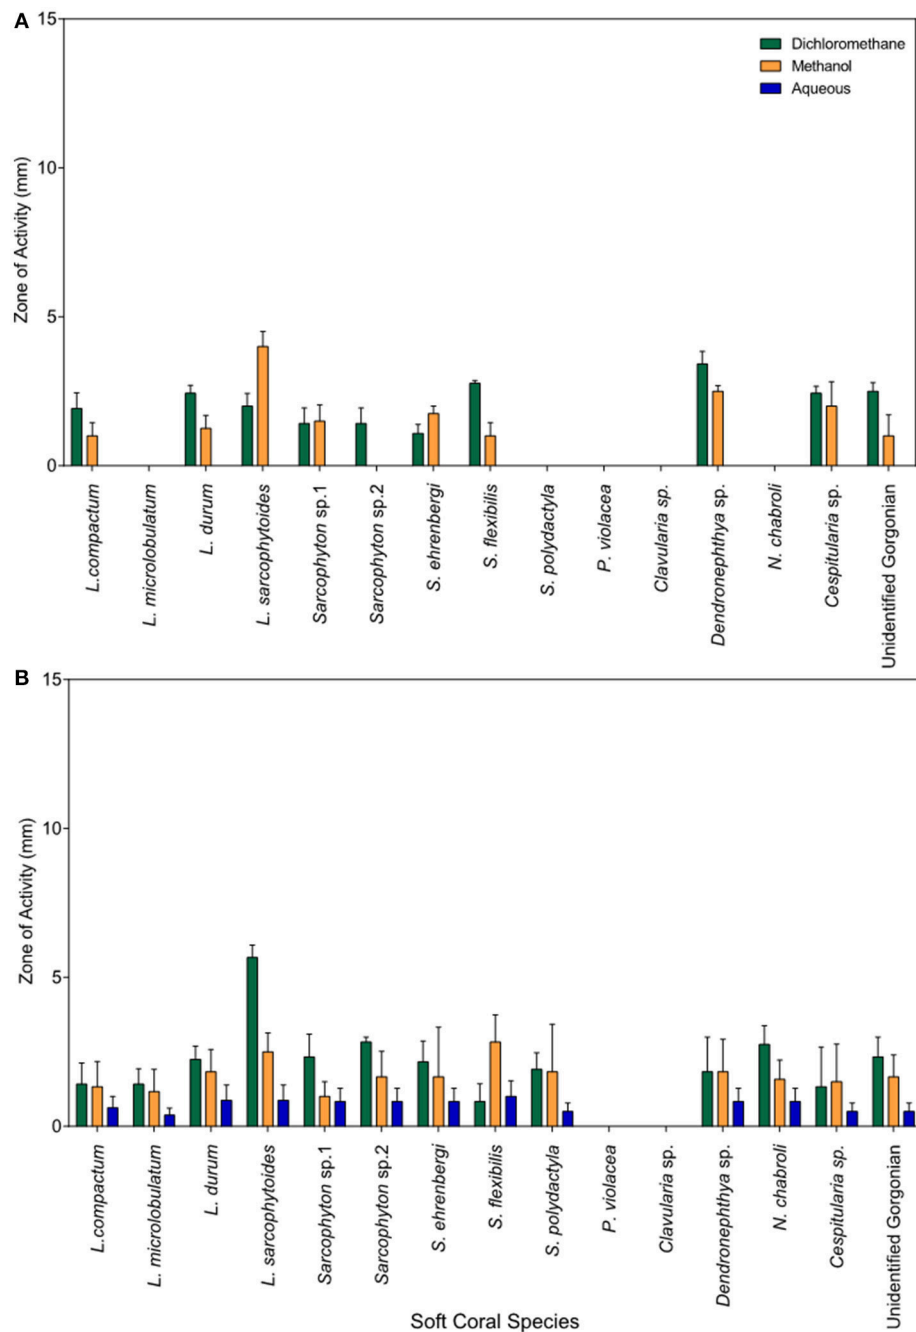 A
15
10
5
0
Zone of Activity (mm)
Dichloromethane
Methanol
Aqueous
L.compactum
L. microlobulatum
L. durum
L. sarcophytoides
Sarcophyton sp.1
Sarcophyton sp.2
S. ehrenbergi
S. flexibilis
S. polydactyla
P. violacea
Clavularia sp.
Dendronephthya sp.
N. chabroli
Cespitularia sp.
Unidentified Gorgonian
B
15
10
5
0
Zone of Activity (mm)
L.compactum
L. microlobulatum
L. durum
L. sarcophytoides
Sarcophyton sp.1
Sarcophyton sp.2
S. ehrenbergi
S. flexibilis
S. polydactyla
P. violacea
Clavularia sp.
Dendronephthya sp.
N. chabroli
Cespitularia sp.
Unidentified Gorgonian
Soft Coral Species